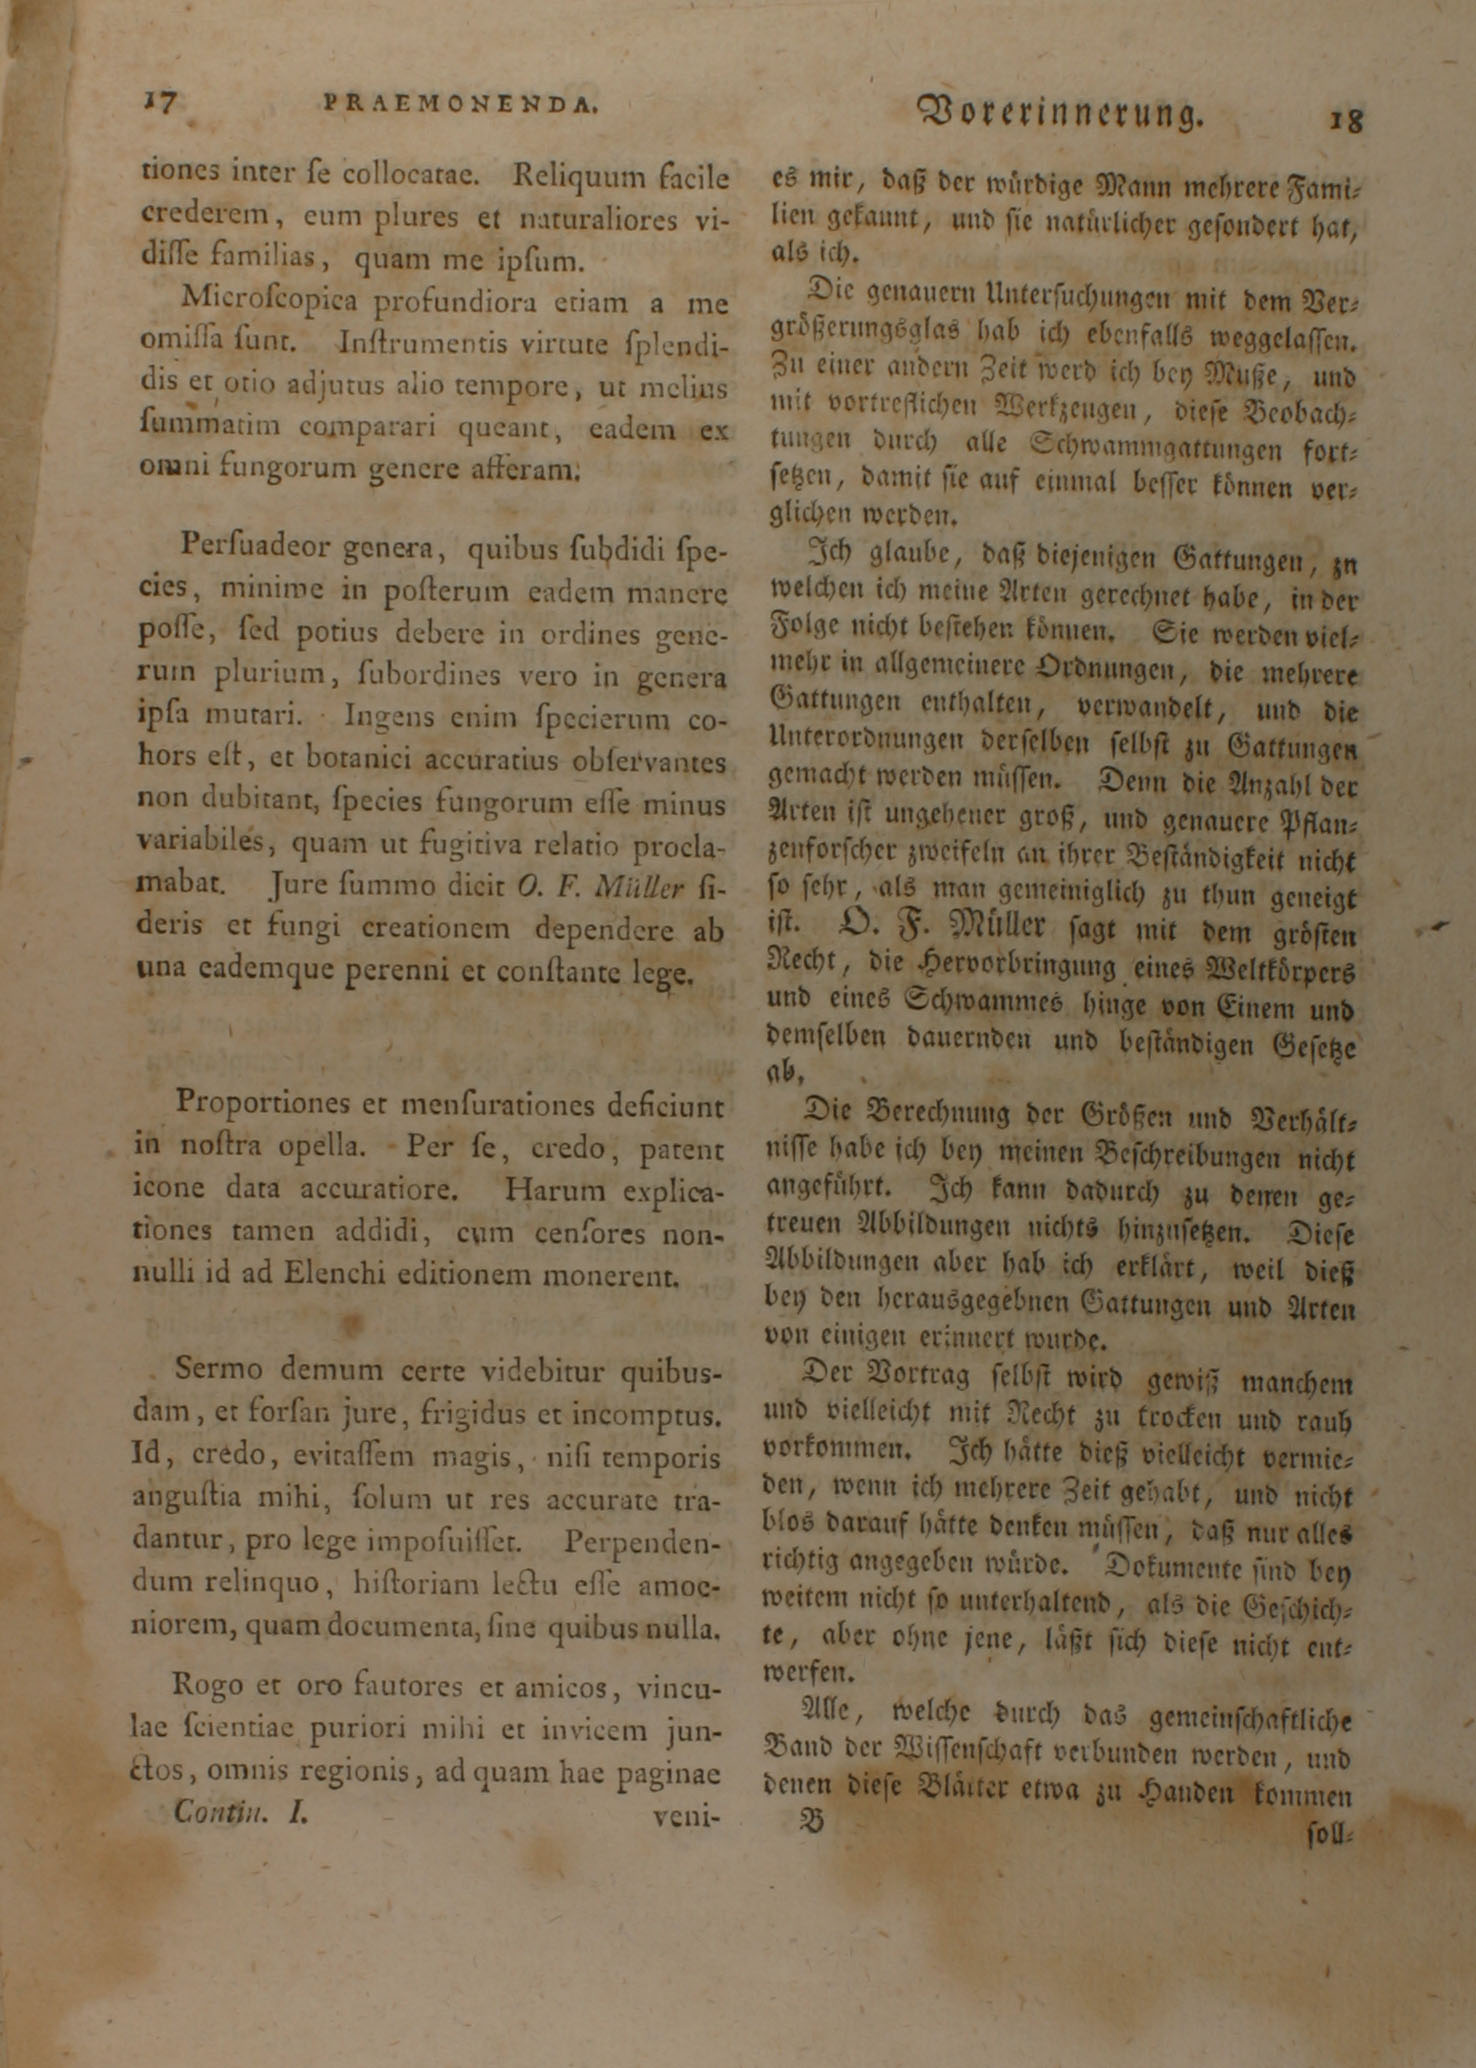 17 PRAEMONENDA.
tiones inter ſe collocatae. Reliquum facile
crederem, eum plures et naturaliores vi-
diſſe familias, quam me ipſum.
Microſcopica profundiora etiam a me
omiſſa ſunt. Inſtrumentis virtute ſplendi-
dis et otio adjutus alio tempore, ut melius
ſummatim comparari queant, eadem ex
omni fungorum genere afferam.
Perſuadeor genera, quibus ſubdidi ſpe-
cies, minime in poſterum eadem manere
poſſe, ſed potius debere in ordines gene-
rum plurium, ſubordines vero in genera
ipſa mutari. Ingens enim ſpecierum co-
hors eſt, et botanici accuratius obſervantes
non dubitant, ſpecies fungorum eſſe minus
variabiles, quam ut fugitiva relatio procla-
mabat. Jure ſummo dicit O. F. Müller ſi-
deris et fungi creationem dependere ab
una eademque perenni et conſtante lege.
Proportiones et menſurationes deficiunt
in noſtra opella. Per ſe, credo, patent
icone data accuratiore. Harum explica-
tiones tamen addidi, cum cenſores non-
nulli id ad Elenchi editionem monerent.
Sermo demum certe videbitur quibus-
dam, et forſan jure, frigidus et incomptus.
Id, credo, evitaſſem magis, niſi temporis
anguſtia mihi, ſolum ut res accurate tra-
dantur, pro lege impoſuiſſet. Perpenden-
dum relinquo, hiſtoriam lectu eſſe amoe-
niorem, quam documenta, ſine quibus nulla.
Rogo et oro fautores et amicos, vincu-
lae ſcientiae puriori mihi et invicem jun-
ctos, omnis regionis, ad quam hae paginae
Contin. I. veni-
Vorerinnerung. 18
es mir, daß der würdige Mann mehrere Fami-
lien gekannt, und ſie natürlicher geſondert hat,
als ich.
Die genauern Unterſuchungen mit dem Ver-
größerungsglas hab ich ebenfalls weggelaſſen.
Zu einer andern Zeit werd ich bey Muße, und
mit vortreflichen Werkzeugen, dieſe Beobach-
tungen durch alle Schwammgattungen fort-
ſetzen, damit ſie auf einmal beſſer können ver-
glichen werden.
Ich glaube, daß diejenigen Gattungen, zu
welchen ich meine Arten gerechnet habe, in der
Folge nicht beſtehen können. Sie werden viel-
mehr in allgemeinere Ordnungen, die mehrere
Gattungen enthalten, verwandelt, und die
Unterordnungen derſelben ſelbſt zu Gattungen
gemacht werden müſſen. Denn die Anzahl der
Arten iſt ungeheuer groß, und genauere Pflan-
zenforſcher zweifeln an ihrer Beſtändigkeit nicht
ſo ſehr, als man gemeiniglich zu thun geneigt
iſt. O. F. Müller ſagt mit dem gröſten
Recht, die Hervorbringung eines Weltkörpers
und eines Schwammes hinge von Einem und
demſelben dauernden und beſtändigen Geſetze
ab.
Die Berechnung der Größen und Verhält-
niſſe habe ich bey meinen Beſchreibungen nicht
angeführt. Ich kann dadurch zu denen ge-
treuen Abbildungen nichts hinzuſetzen. Dieſe
Abbildungen aber hab ich erklärt, weil dieß
bey den herausgegebnen Gattungen und Arten
von einigen erinnert wurde.
Der Vortrag ſelbſt wird gewiß manchem
und vielleicht mit Recht zu trocken und rauh
vorkommen. Ich hätte dieß vielleicht vermie-
den, wenn ich mehrere Zeit gehabt, und nicht
blos darauf hätte denken müſſen, daß nur alles
richtig angegeben würde. Dokumente ſind bey
weitem nicht ſo unterhaltend, als die Geſchich-
te, aber ohne jene, läßt ſich dieſe nicht ent-
werfen.
Alle, welche durch das gemeinſchaftliche
Band der Wiſſenſchaft verbunden werden, und
denen dieſe Blätter etwa zu Handen kommen
B ſoll-